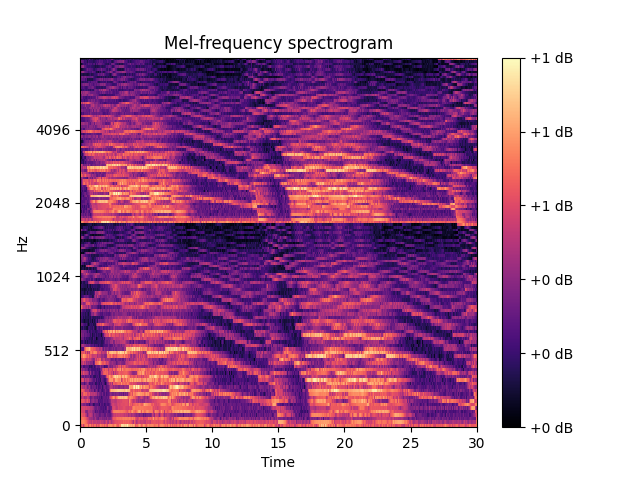 Mel-frequency spectrogram
+1 dB
4096
+1 dB
2048
+1 dB
Hz
1024
+0 dB
512
+0 dB
0
+0 dB
0 5 10 15 20 25 30
Time